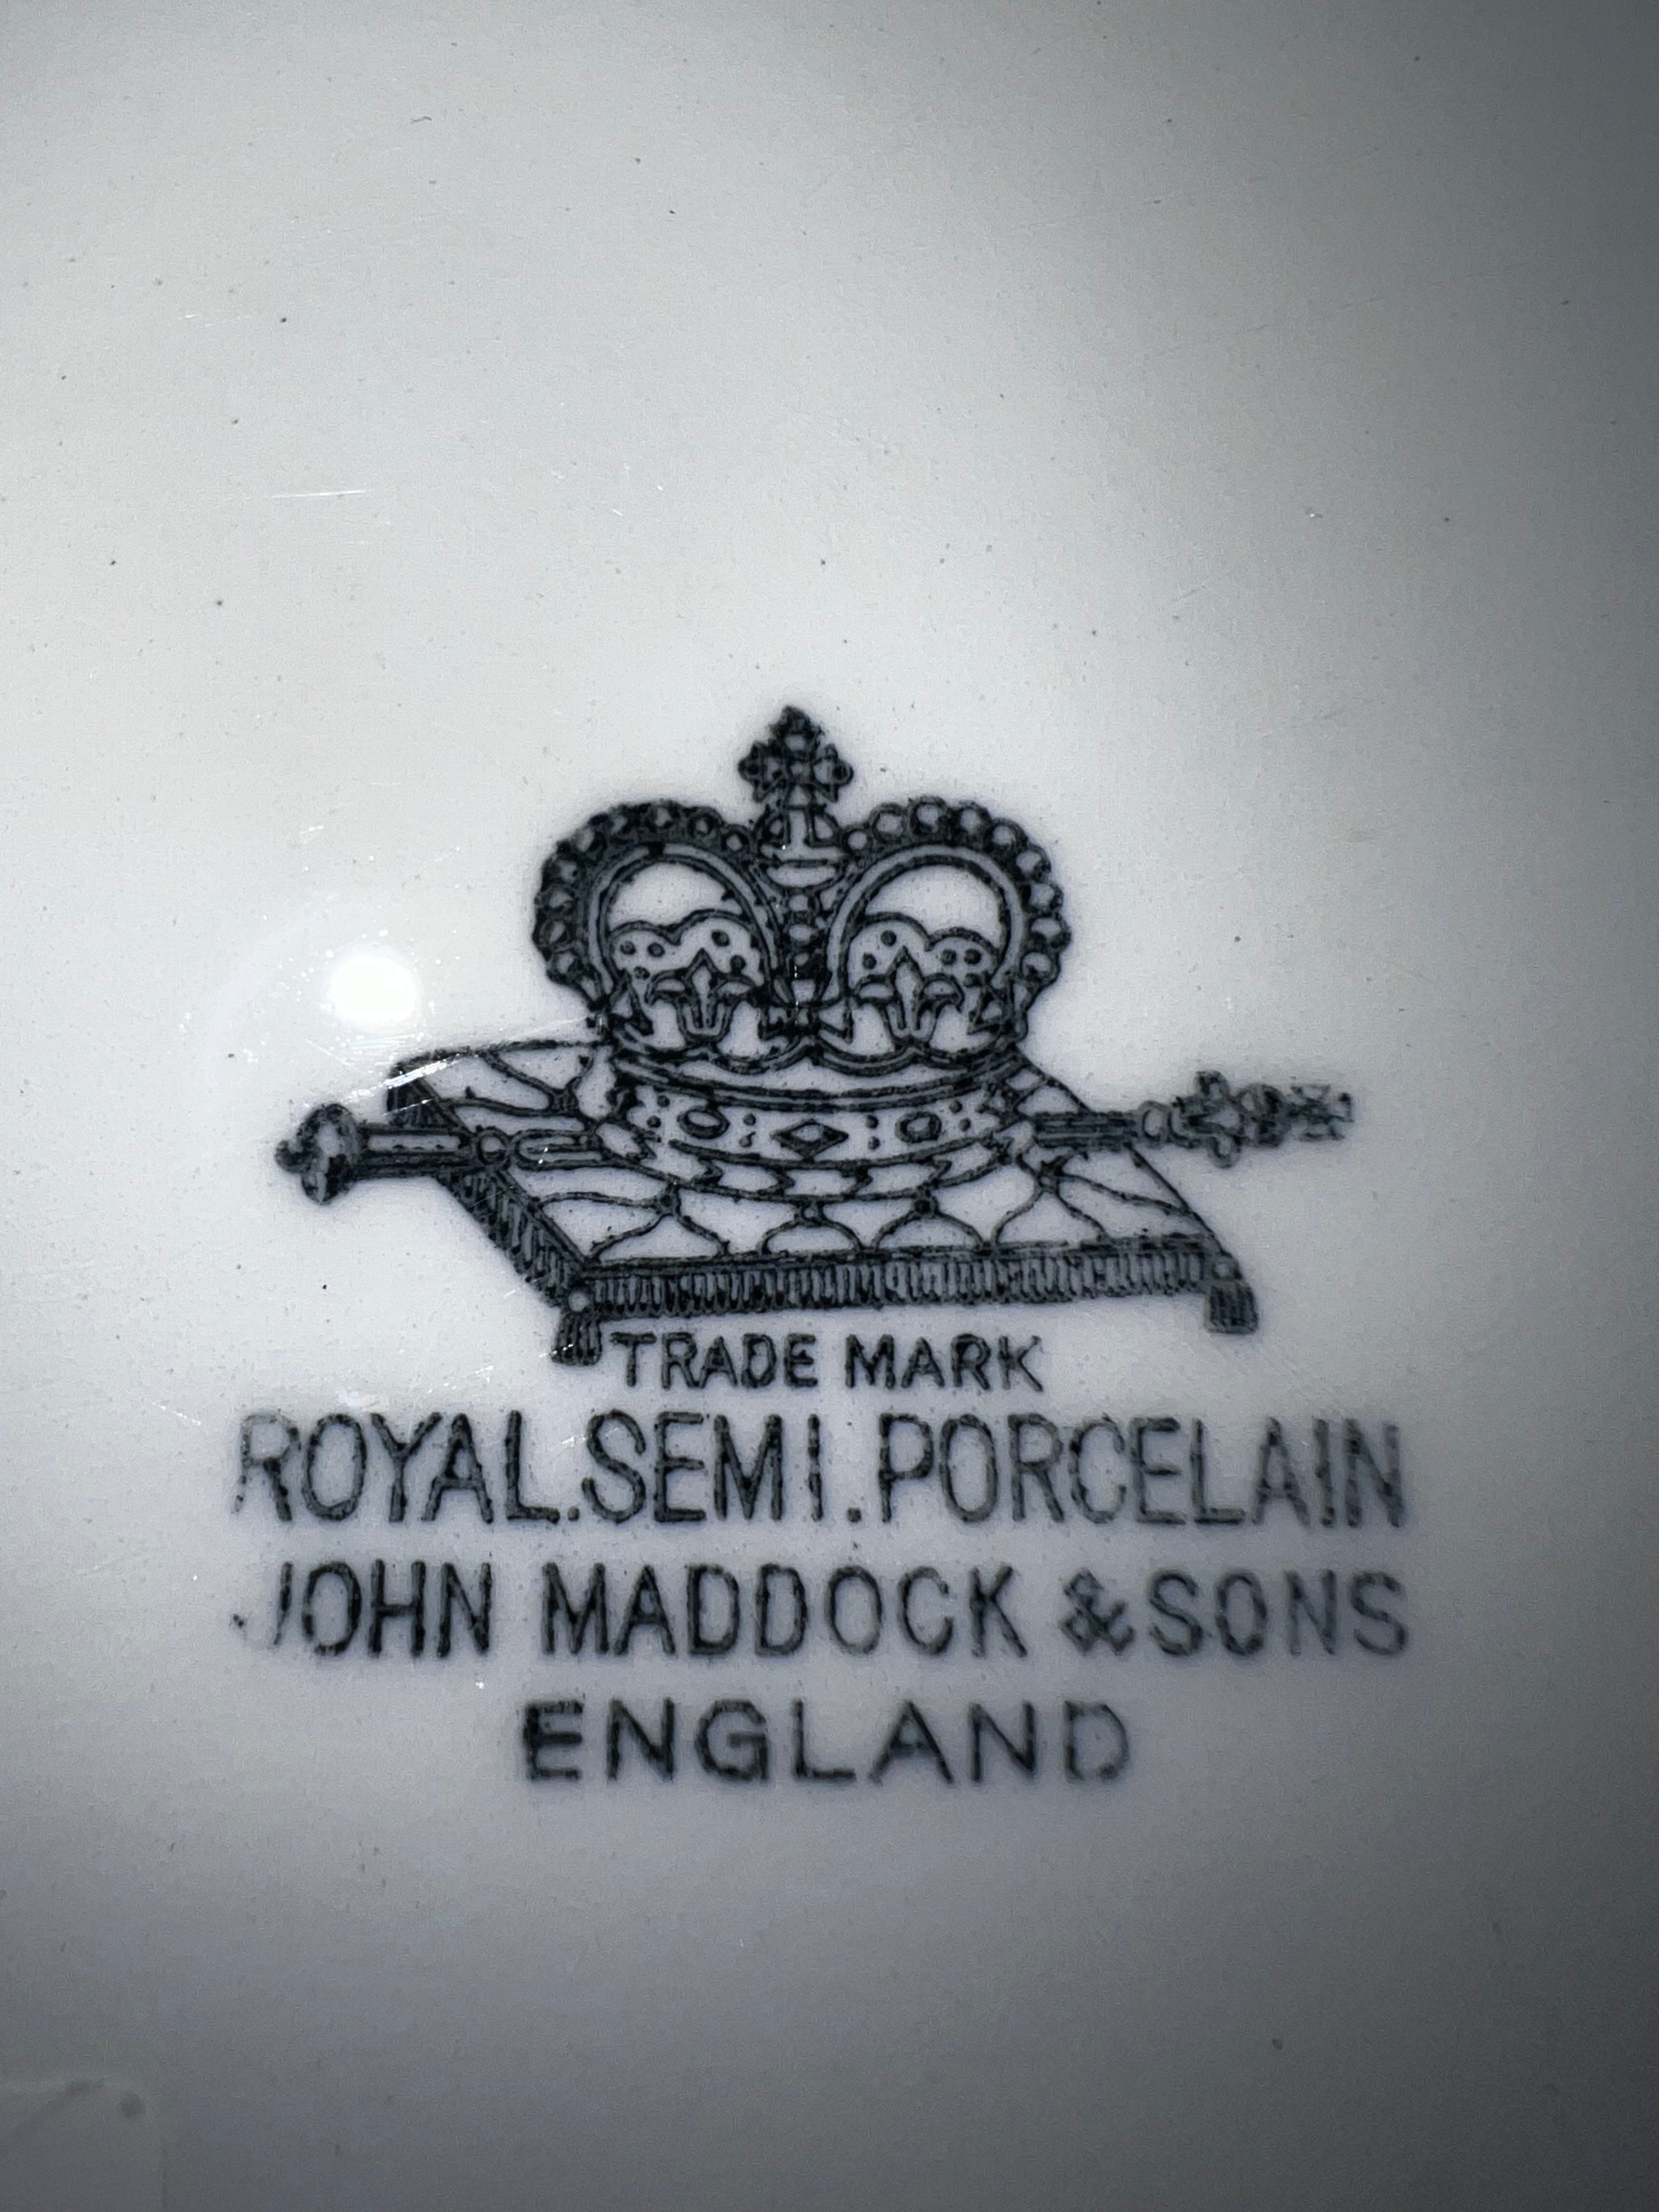 TRADE MARK
ROYAL.SEMI.PORCELAIN
JOHN MADDOCK & SONS
ENGLAND